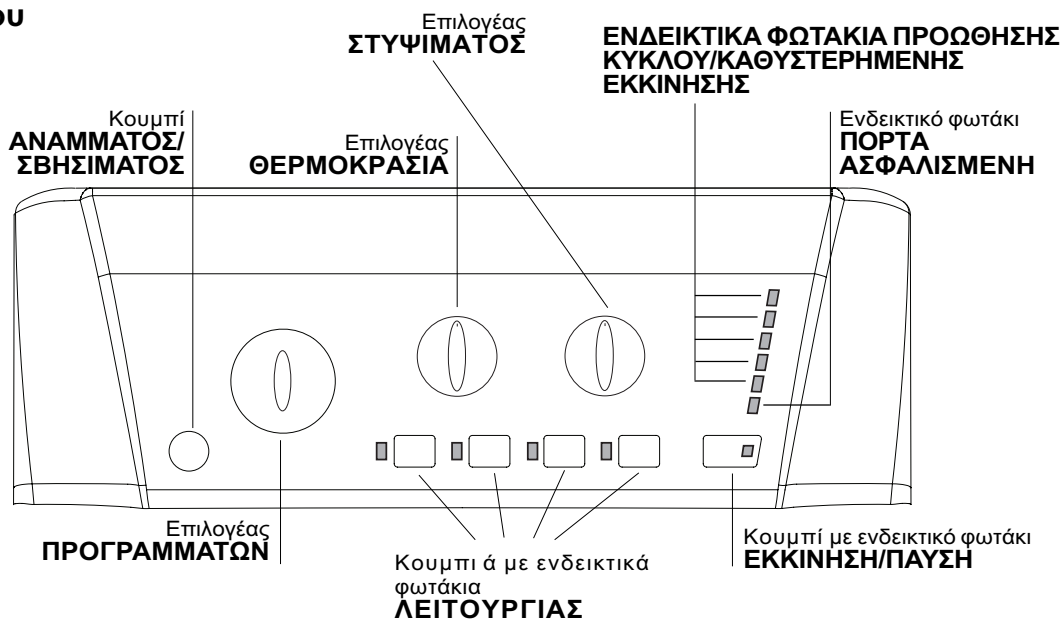 ου
Επιλογέας
ΣΤΥΨΙΜΑΤΟΣ
ΕΝΔΕΙΚΤΙΚΑ ΦΩΤΑΚΙΑ ΠΡΟΩΘΗΣΗΣ
ΚΥΚΛΟΥ/ΚΑΘΥΣΤΕΡΗΜΕΝΗΣ
ΕΚΚΙΝΗΣΗΣ
Κουμπί
ΑΝΑΜΜΑΤΟΣ/
ΣΒΗΣΙΜΑΤΟΣ
Επιλογέας
ΘΕΡΜΟΚΡΑΣΙΑ
Ενδεικτικό φωτάκι
ΠΟΡΤΑ
ΑΣΦΑΛΙΣΜΕΝΗ
Επιλογέας
ΠΡΟΓΡΑΜΜΑΤΩΝ
Κουμπι ά με ενδεικτικά
φωτάκια
ΛΕΙΤΟΥΡΓΙΑΣ
Κουμπί με ενδεικτικό φωτάκι
ΕΚΚΙΝΗΣΗ/ΠΑΥΣΗ